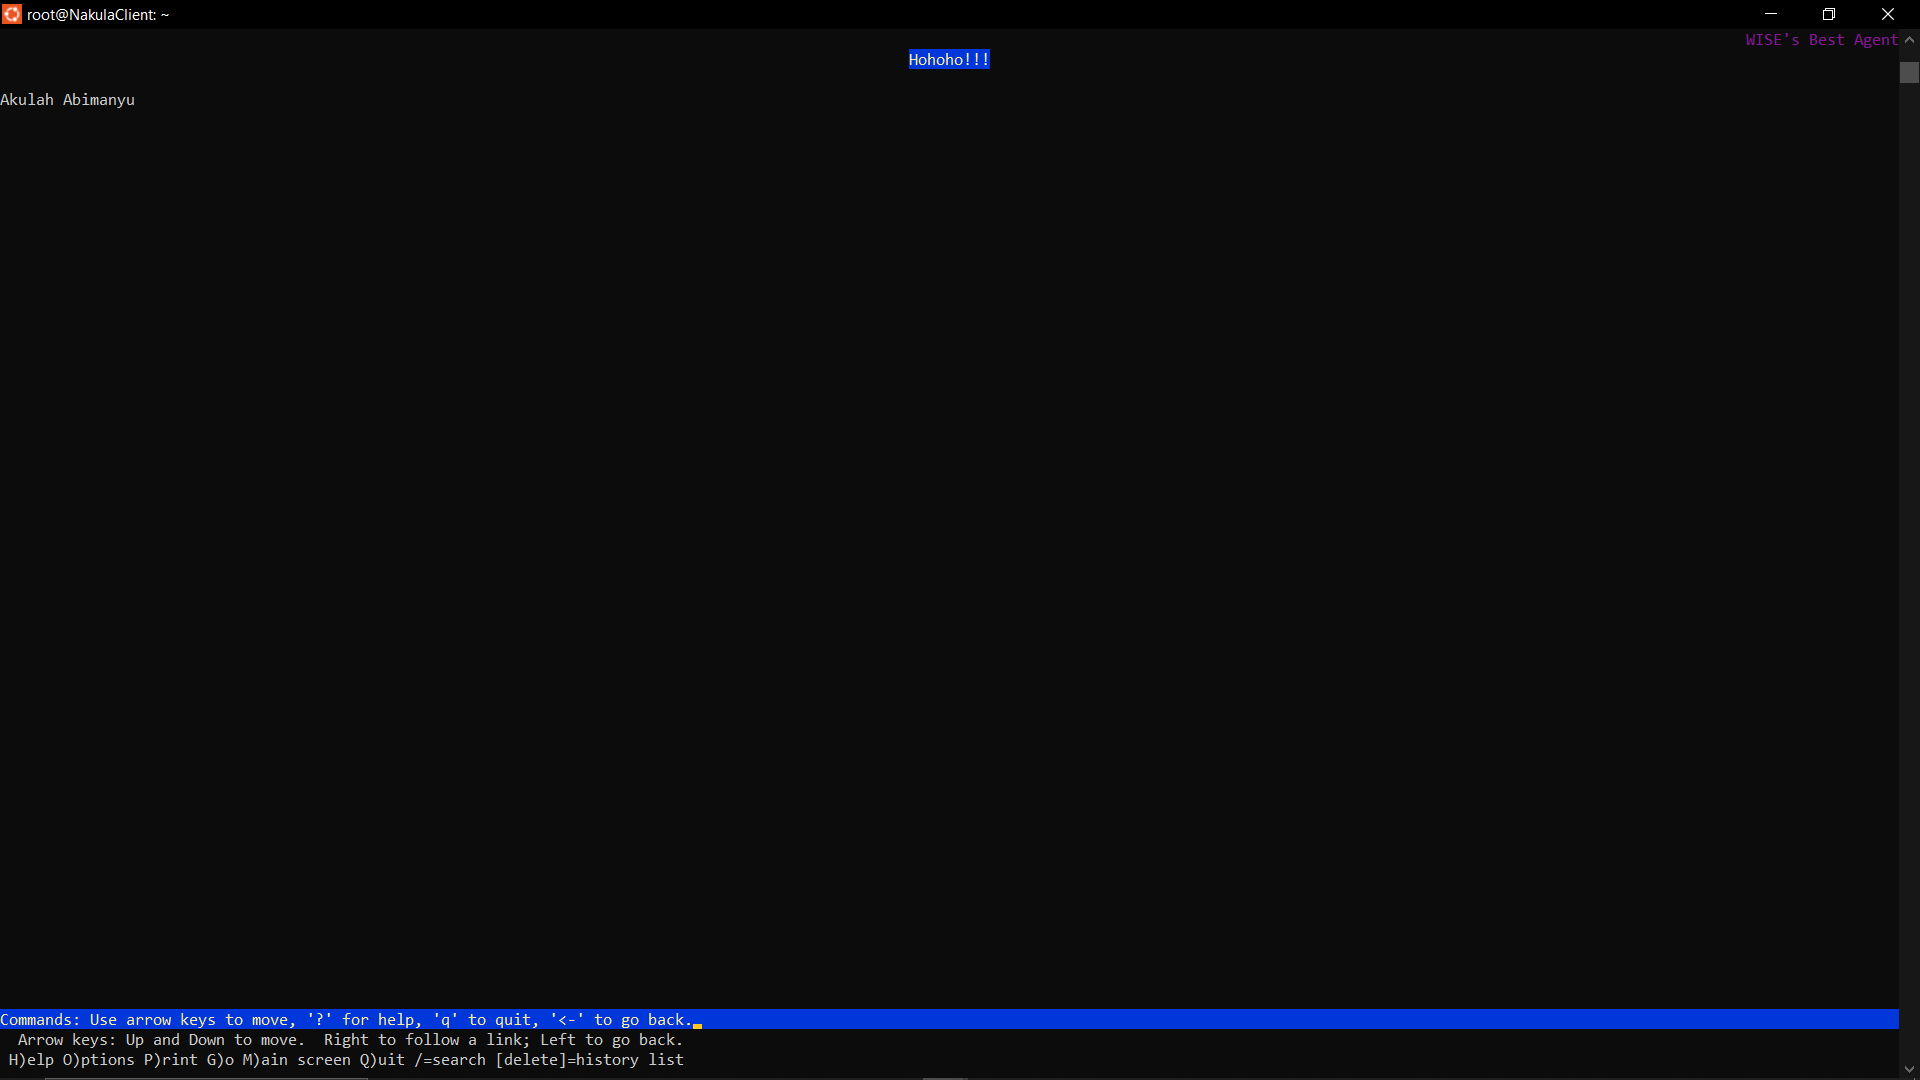 root@NakulaClient: ~
WISE's Best Agent
Hohoho!!!
Akulah Abimanyu
Commands: Use arrow keys to move, '?' for help, 'q' to quit, '<-' to go back.
Arrow keys: Up and Down to move.  Right to follow a link; Left to go back.
H)elp O)ptions P)rint G)o M)ain screen Q)uit /=search [delete]=history list